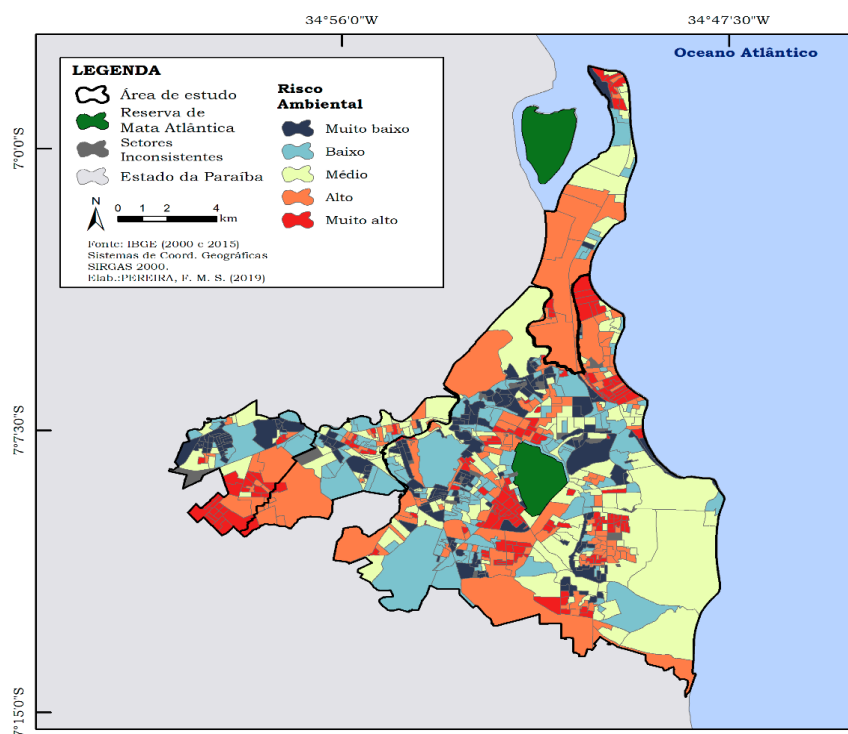 34°56'0"W
34°47'30"W
Oceano Atlântico
LEGENDA
Área de estudo
Reserva de
Mata Atlântica
Setores
Inconsistentes
Estado da Paraíba
Risco
Ambiental
Muito baixo
Baixo
Médio
Alto
Muito alto
N
0 1 2 4
km
Fonte: IBGE (2000 e 2015)
Sistemas de Coord. Geográficas
SIRGAS 2000.
Elab.:PEREIRA, F. M. S. (2019)
7°0'0"S
7°7'30"S
7°15'0"S